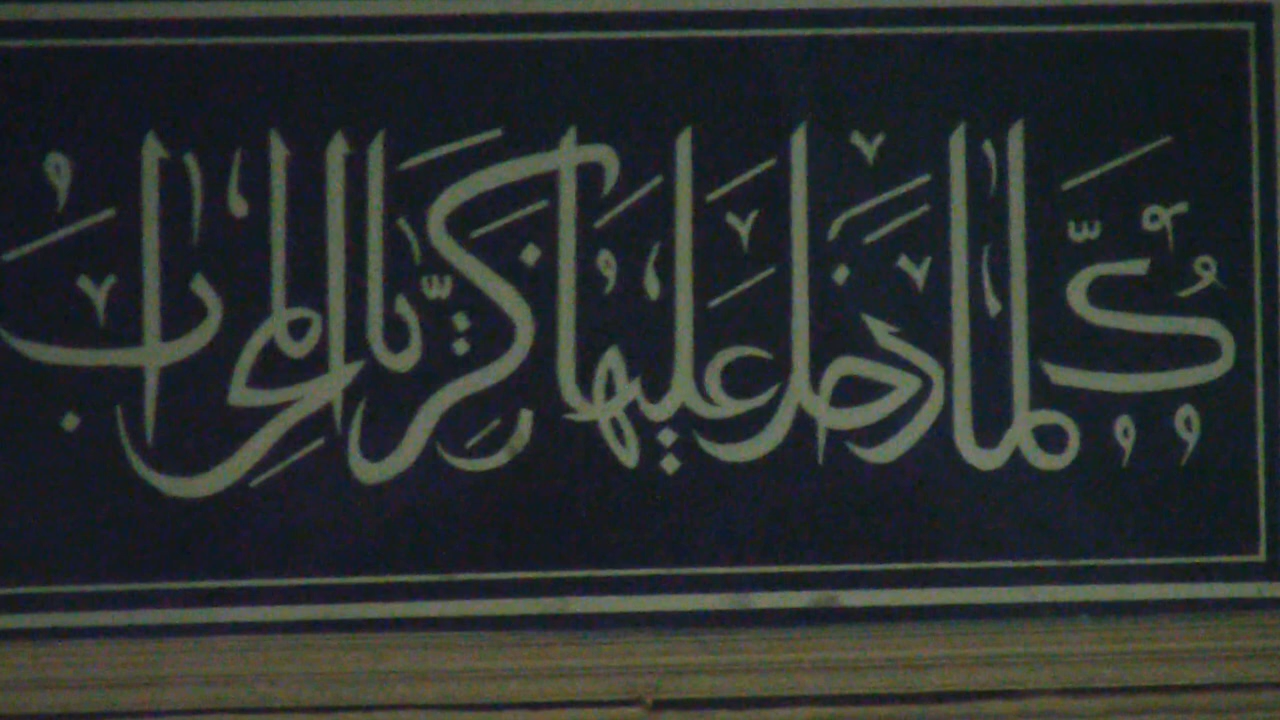 كُلَّمَا دَخَلَ عَلَيْهَا زَكَرِيَّا الْمِحْرَابَ